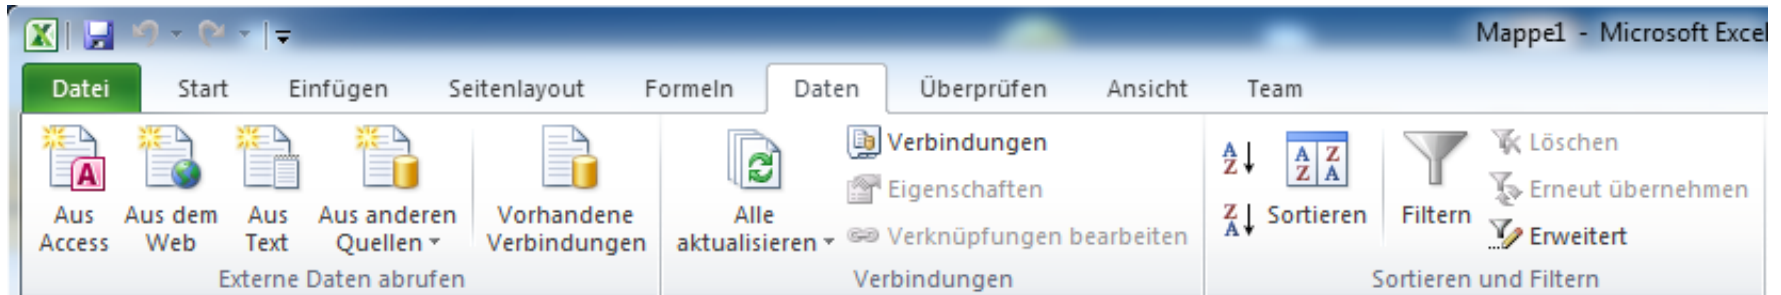 Mappe1 - Microsoft Excel
Datei Start Einfügen Seitenlayout Formeln Daten Überprüfen Ansicht Team
Aus Access
Aus dem Web
Aus Text
Aus anderen Quellen
Vorhandene Verbindungen
Externe Daten abrufen
Alle aktualisieren
Verbindungen
Eigenschaften
Verknüpfungen bearbeiten
Verbindungen
Sortieren
Filtern
Löschen
Erneut übernehmen
Erweitert
Sortieren und Filtern